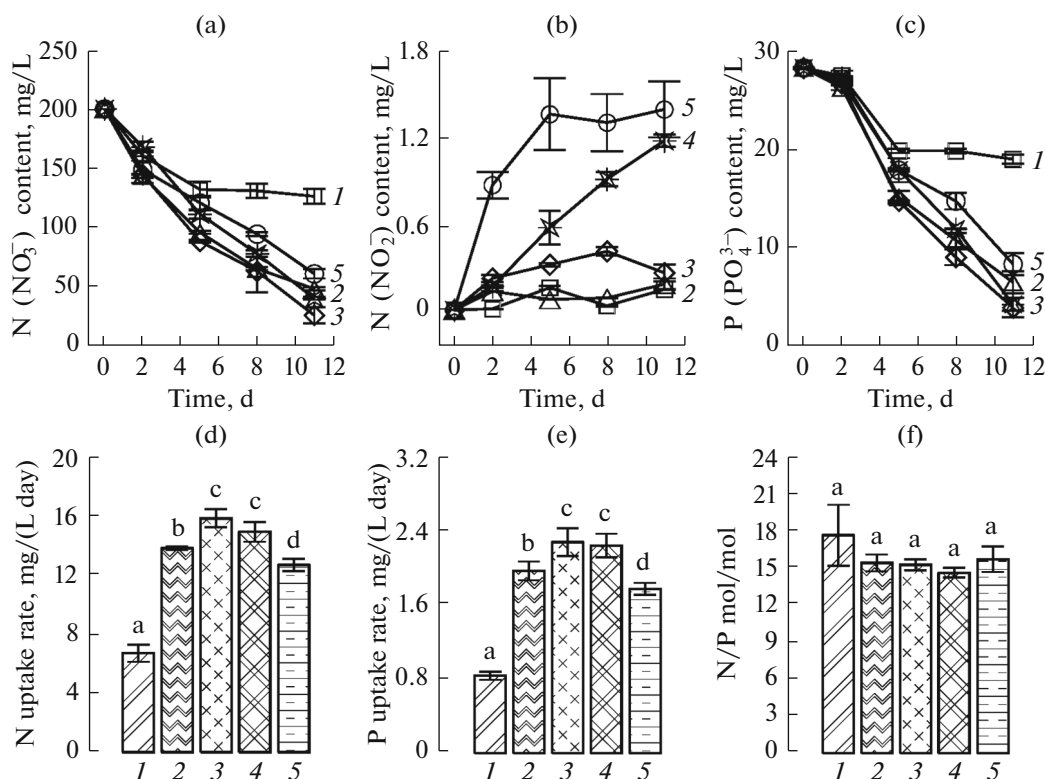 (a)
N (NO₃⁻) content, mg/L
250
200
150
100
50
0
0 2 4 6 8 10 12
Time, d
1
5
2
3
(b)
N (NO₂⁻) content, mg/L
1.8
1.2
0.6
0
0 2 4 6 8 10 12
Time, d
5
4
3
2
(c)
P (PO₄³⁻) content, mg/L
30
20
10
0
0 2 4 6 8 10 12
Time, d
1
5
2
3
(d)
N uptake rate, mg/(L day)
20
16
12
8
4
0
a b c c d
1 2 3 4 5
(e)
P uptake rate, mg/(L day)
3.2
2.4
1.6
0.8
0
a b c c d
1 2 3 4 5
(f)
N/P mol/mol
24
21
18
15
12
9
6
3
0
a a a a a
1 2 3 4 5